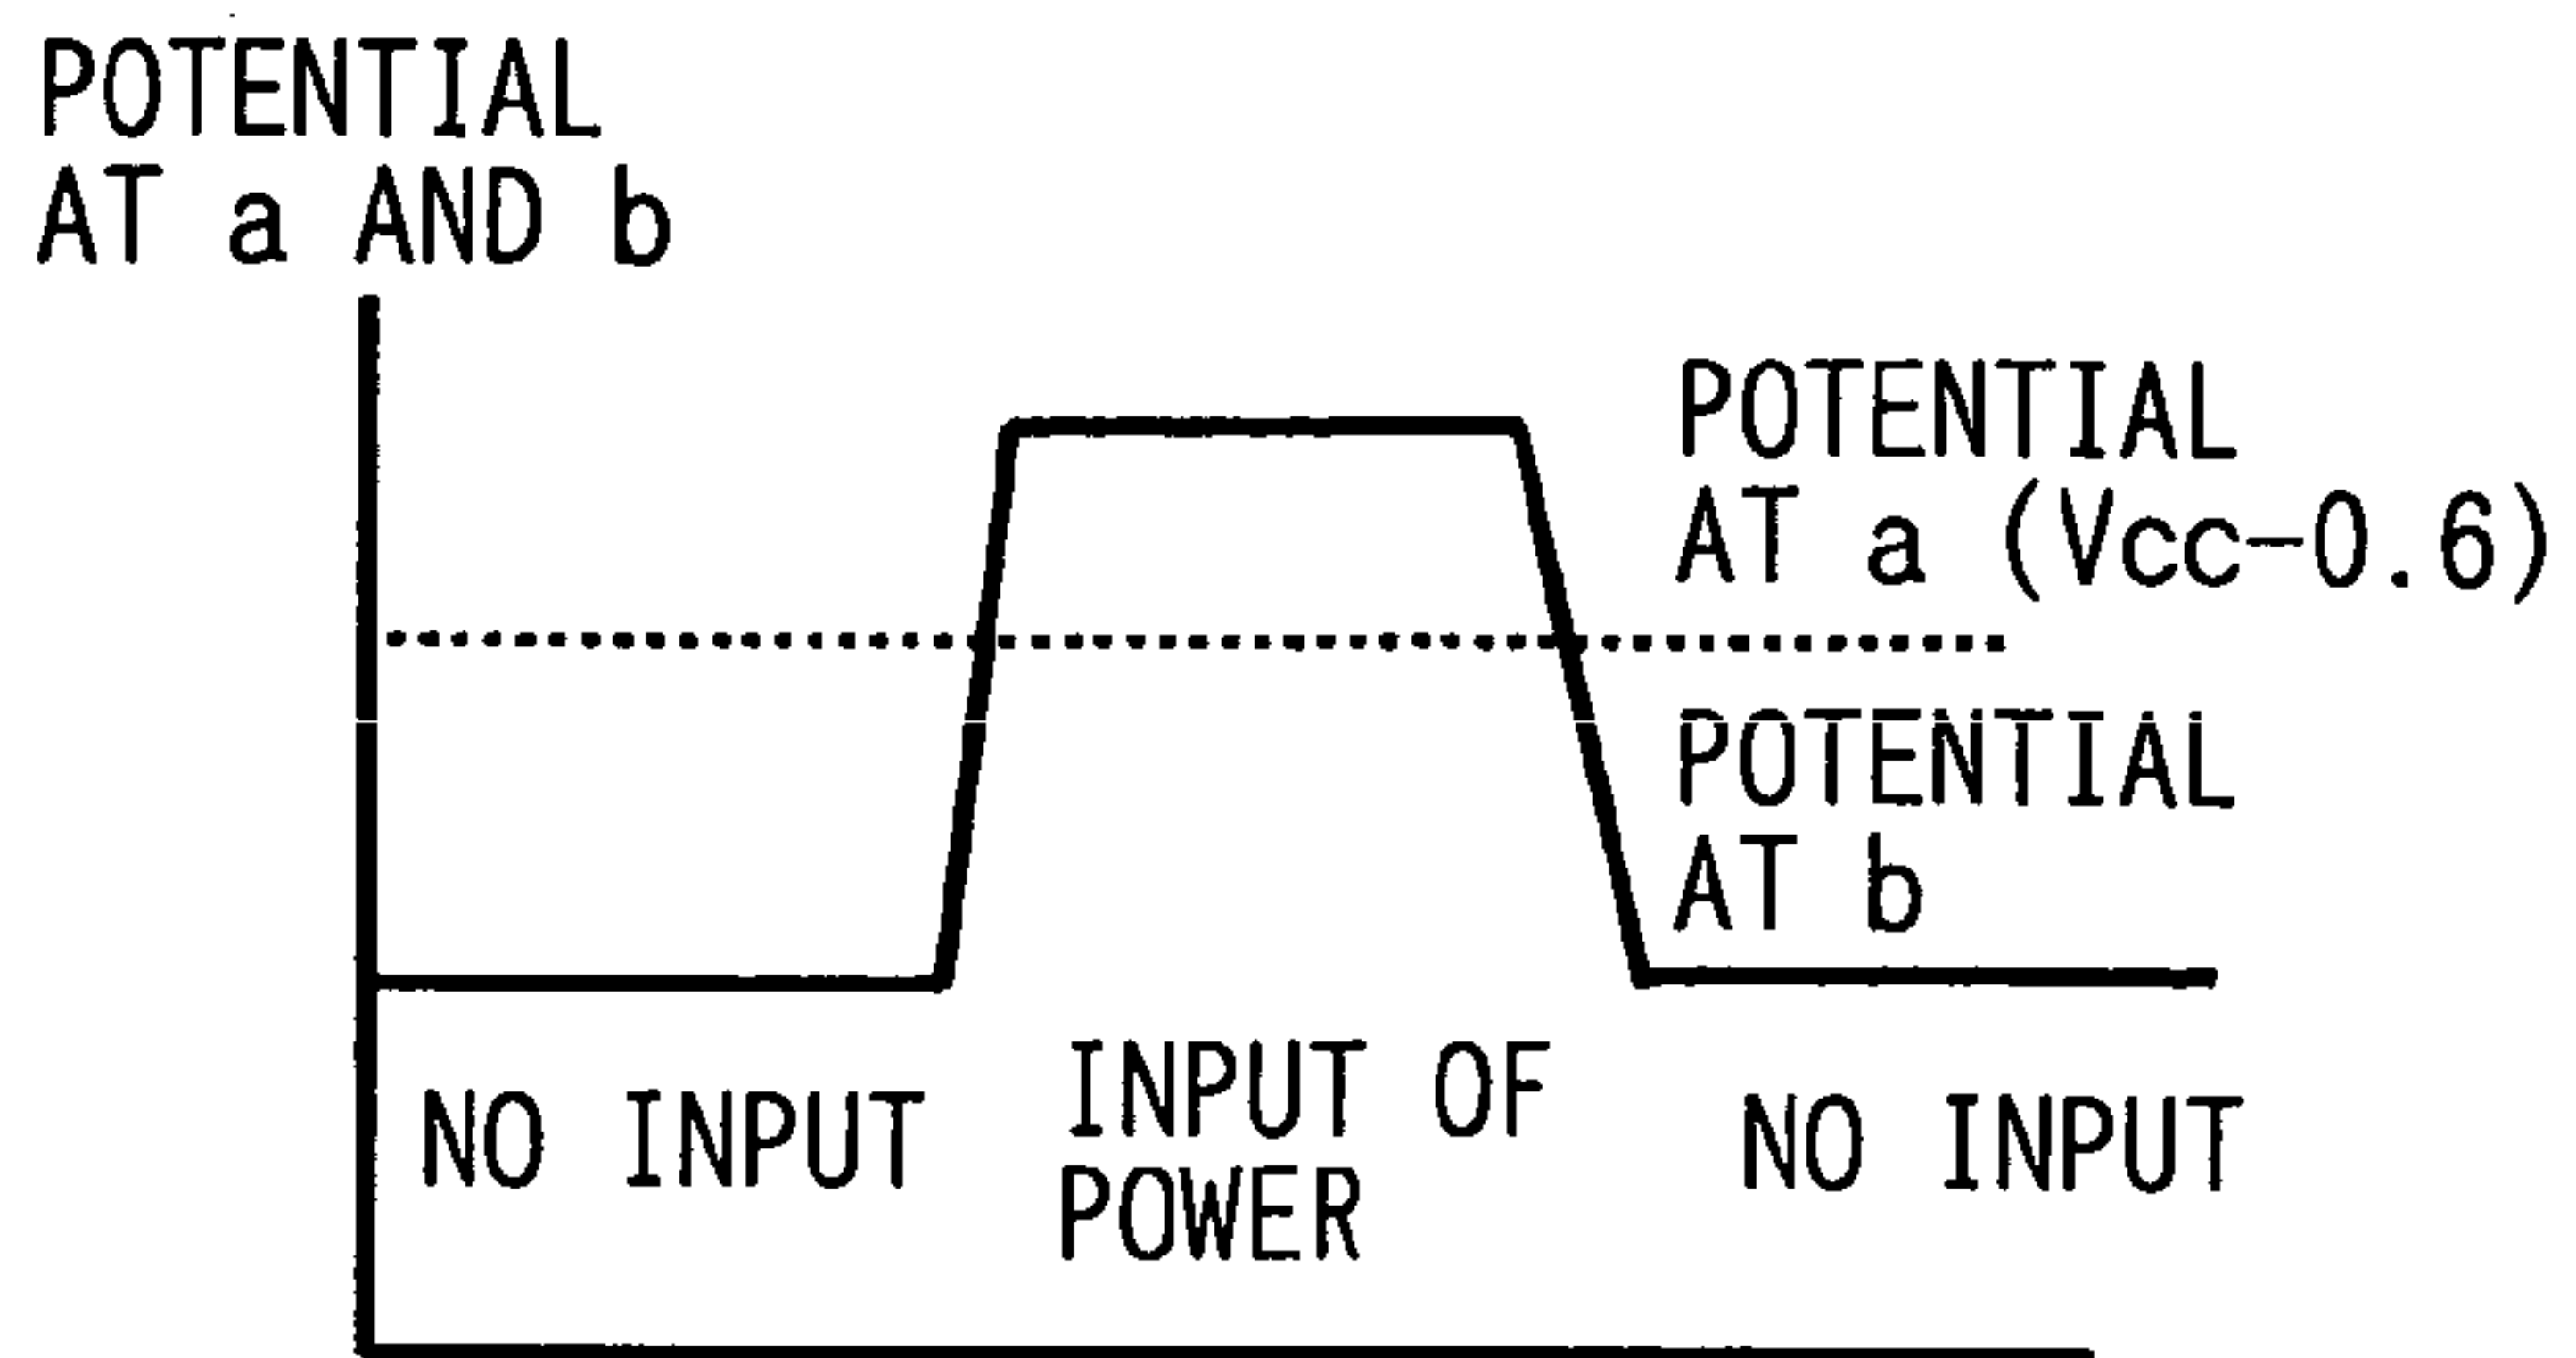 POTENTIAL
AT a AND b
POTENTIAL
AT a (Vcc-0.6)
POTENTIAL
AT b
NO INPUT
INPUT OF
POWER
NO INPUT